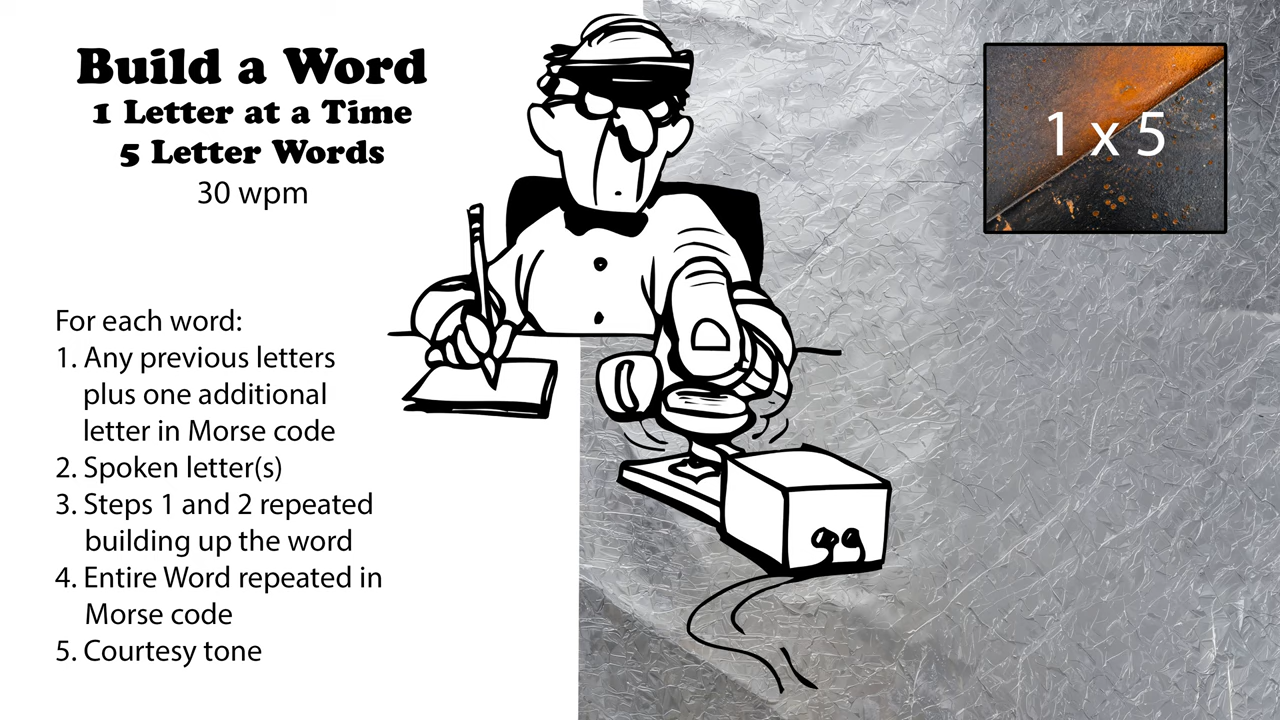 Build a Word
1 Letter at a Time
5 Letter Words
30 wpm
1 x 5
For each word:
1. Any previous letters
plus one additional
letter in Morse code
2. Spoken letter(s)
3. Steps 1 and 2 repeated
building up the word
4. Entire Word repeated in
Morse code
5. Courtesy tone